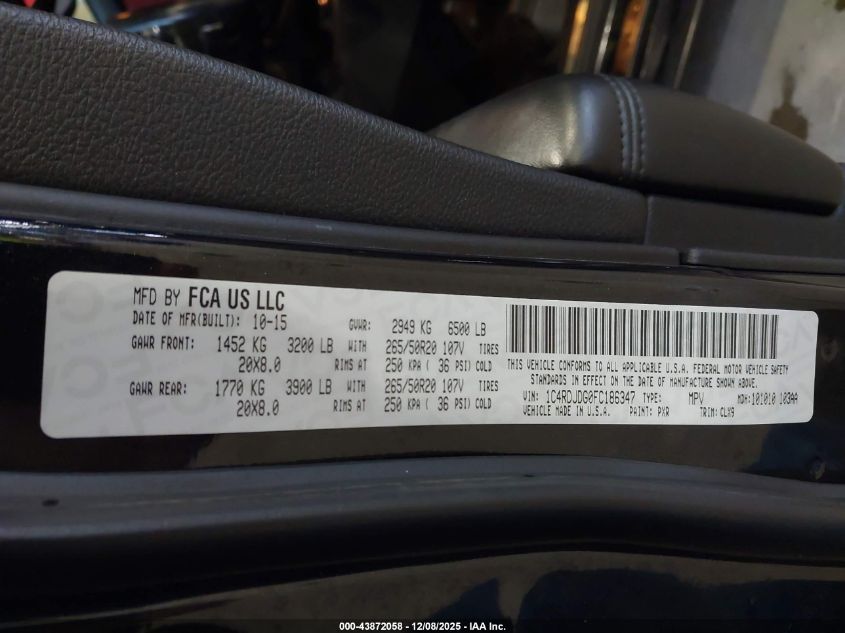 MFD BY FCA US LLC
DATE OF MFR(BUILT): 10-15 GVWR: 2949 KG 6500 LB
GAWR FRONT: 1452 KG 3200 LB WITH 265/50R20 107V TIRES
20X8.0 RIMS AT 250 KPA ( 36 PSI) COLD
GAWR REAR: 1770 KG 3900 LB WITH 265/50R20 107V TIRES
20X8.0 RIMS AT 250 KPA ( 36 PSI) COLD
THIS VEHICLE CONFORMS TO ALL APPLICABLE U.S.A. FEDERAL MOTOR VEHICLE SAFETY
STANDARDS IN EFFECT ON THE DATE OF MANUFACTURE SHOWN ABOVE.
VIN: 1C4RDJDG0FC186347 TYPE: MPV MDH: 101010 103AA
VEHICLE MADE IN U.S.A. PAINT: PXR TRIM: CLX9
000-43872058 - 12/08/2025 - IAA Inc.